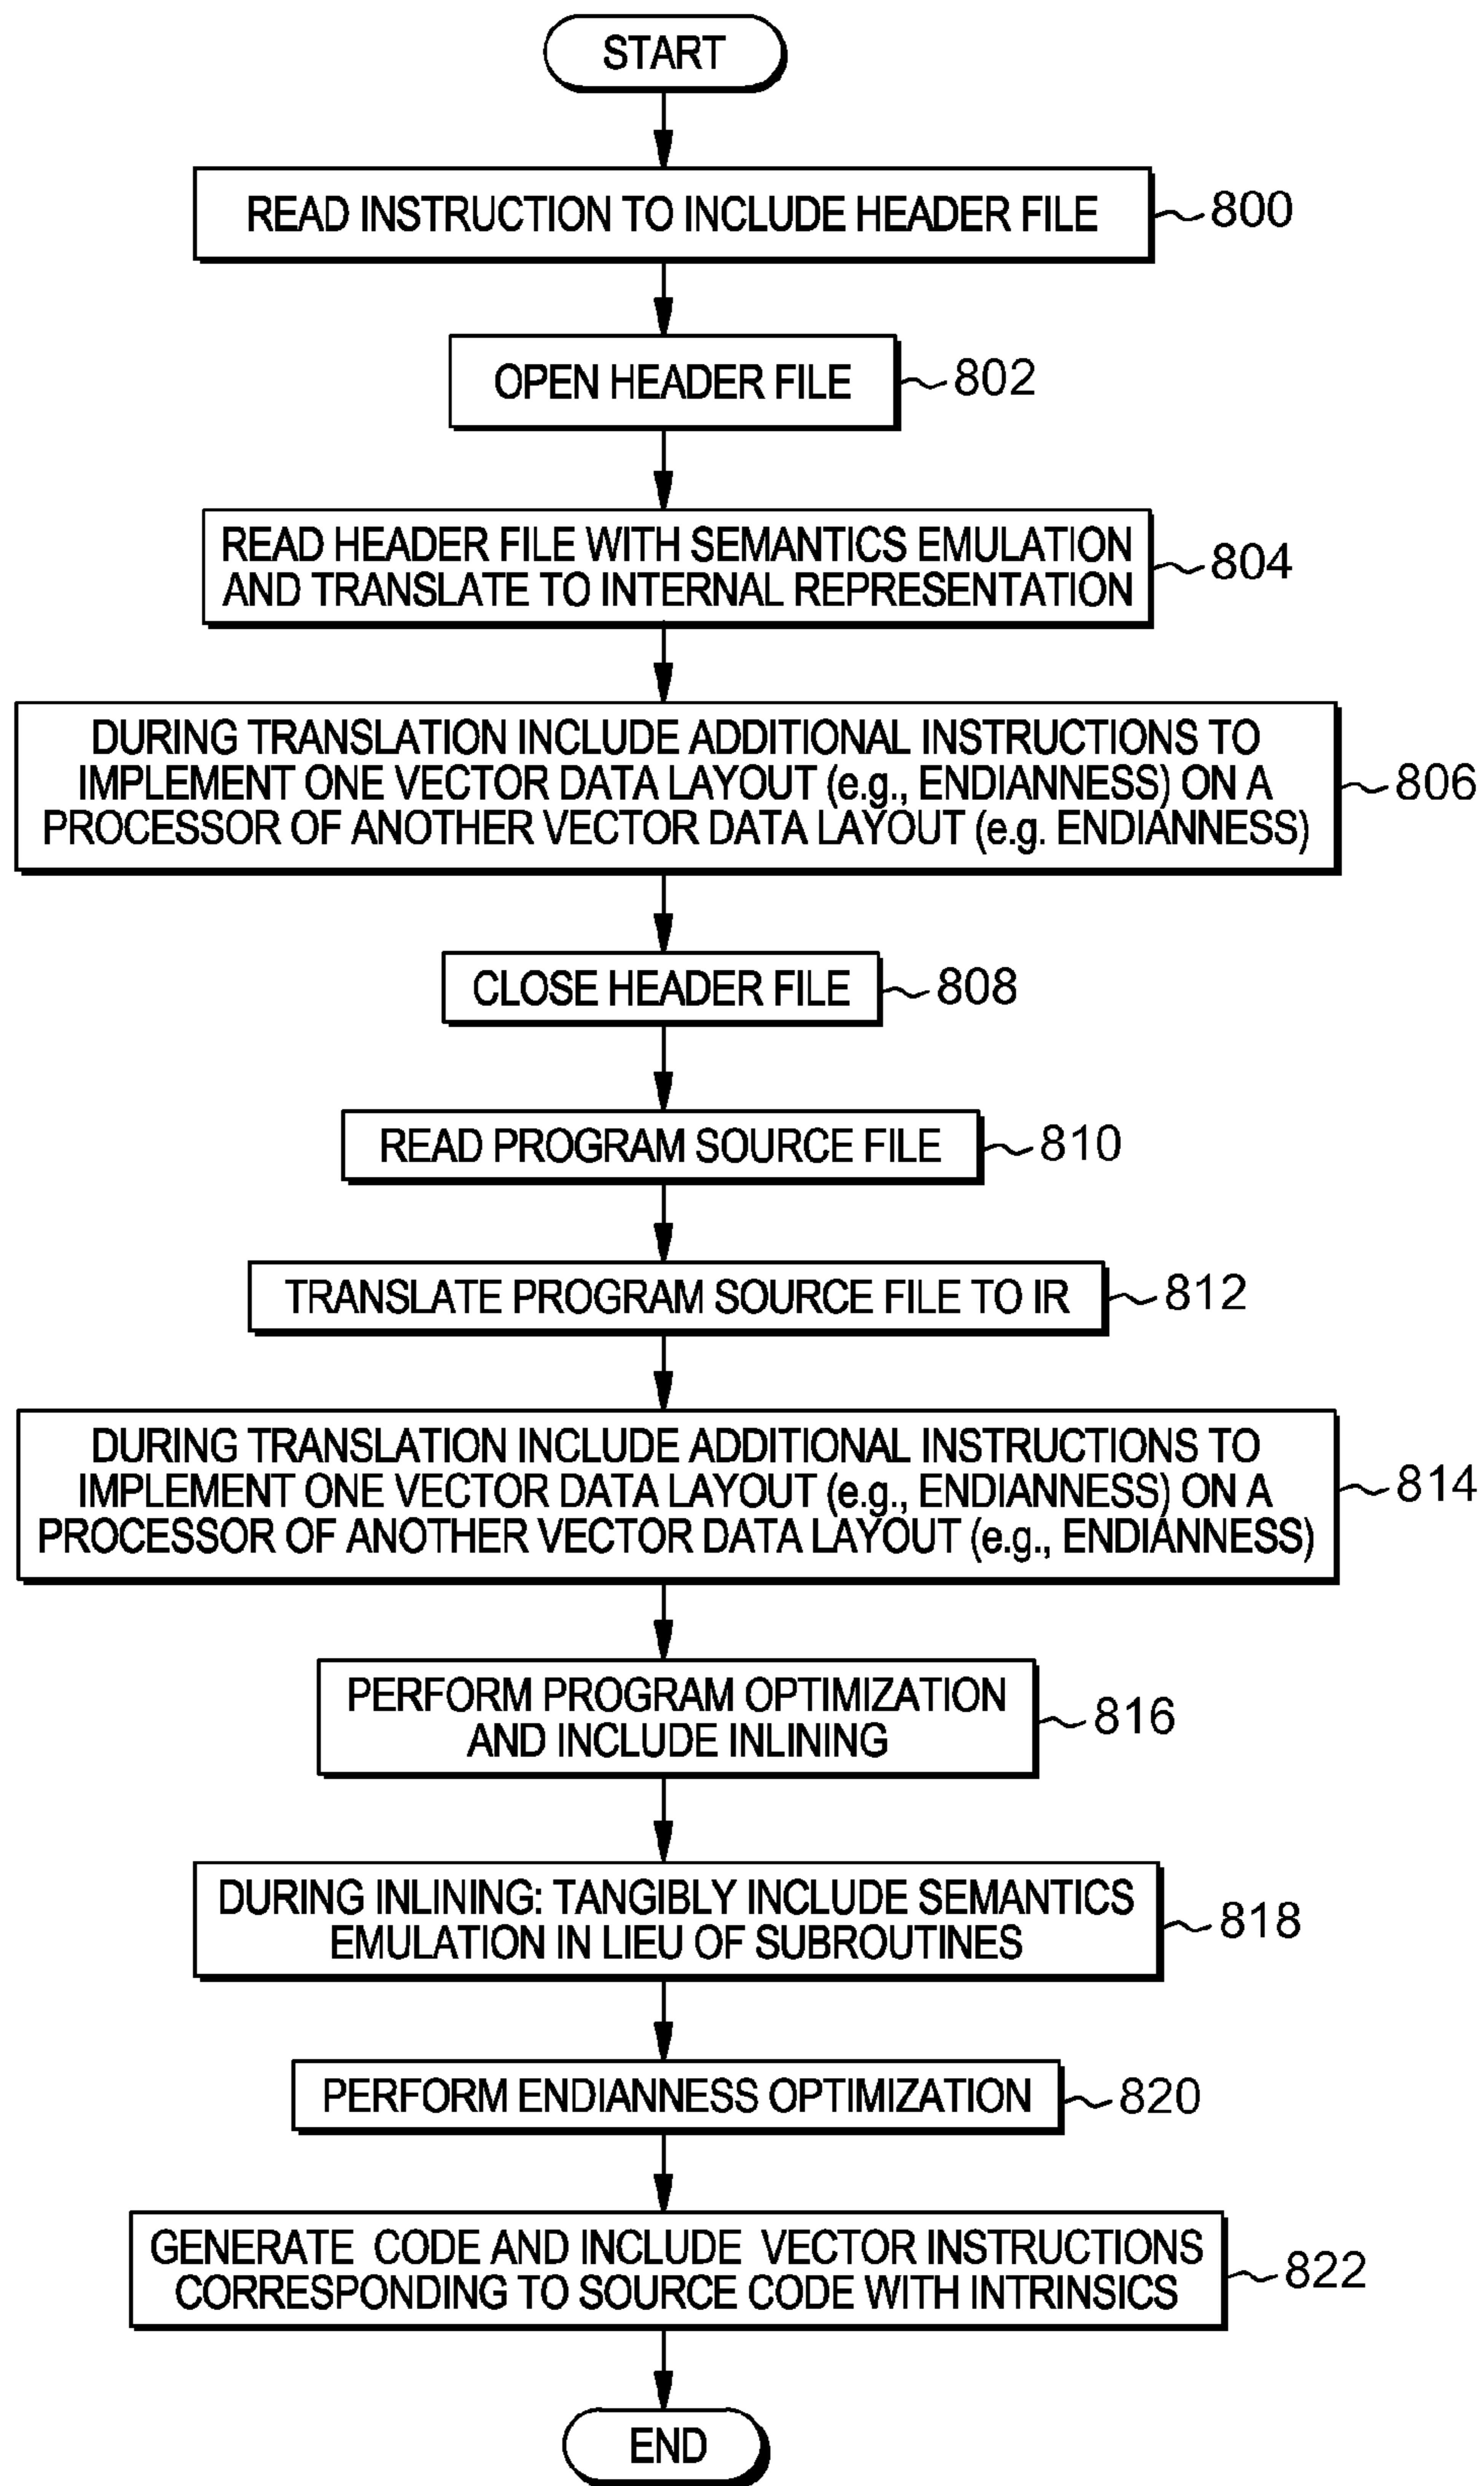 START
READ INSTRUCTION TO INCLUDE HEADER FILE
800
OPEN HEADER FILE
802
READ HEADER FILE WITH SEMANTICS EMULATION
AND TRANSLATE TO INTERNAL REPRESENTATION
804
DURING TRANSLATION INCLUDE ADDITIONAL INSTRUCTIONS TO
IMPLEMENT ONE VECTOR DATA LAYOUT (e.g., ENDIANNESS) ON A
PROCESSOR OF ANOTHER VECTOR DATA LAYOUT (e.g. ENDIANNESS)
806
CLOSE HEADER FILE
808
READ PROGRAM SOURCE FILE
810
TRANSLATE PROGRAM SOURCE FILE TO IR
812
DURING TRANSLATION INCLUDE ADDITIONAL INSTRUCTIONS TO
IMPLEMENT ONE VECTOR DATA LAYOUT (e.g., ENDIANNESS) ON A
PROCESSOR OF ANOTHER VECTOR DATA LAYOUT (e.g., ENDIANNESS)
814
PERFORM PROGRAM OPTIMIZATION
AND INCLUDE INLINING
816
DURING INLINING: TANGIBLY INCLUDE SEMANTICS
EMULATION IN LIEU OF SUBROUTINES
818
PERFORM ENDIANNESS OPTIMIZATION
820
GENERATE CODE AND INCLUDE VECTOR INSTRUCTIONS
CORRESPONDING TO SOURCE CODE WITH INTRINSICS
822
END